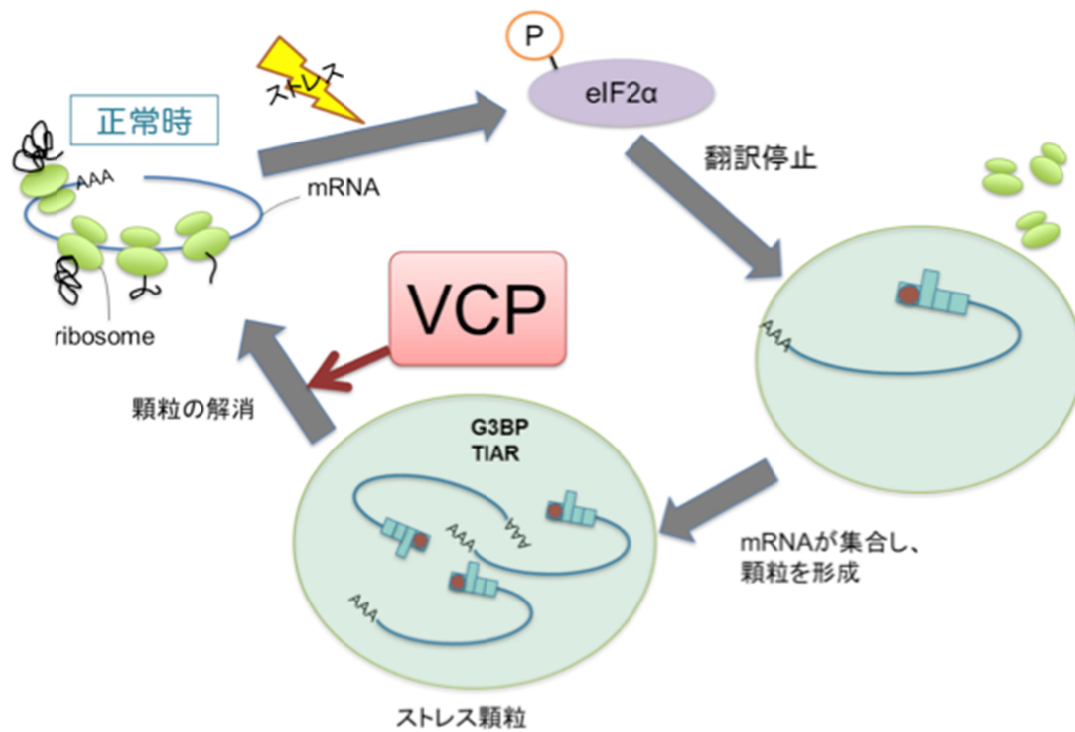 P
eIF2α
ストレス
正常時
AAA
mRNA
翻訳停止
ribosome
VCP
AAA
顆粒の解消
G3BP
TIAR
AAA
AAA
AAA
mRNAが集合し、
顆粒を形成
ストレス顆粒